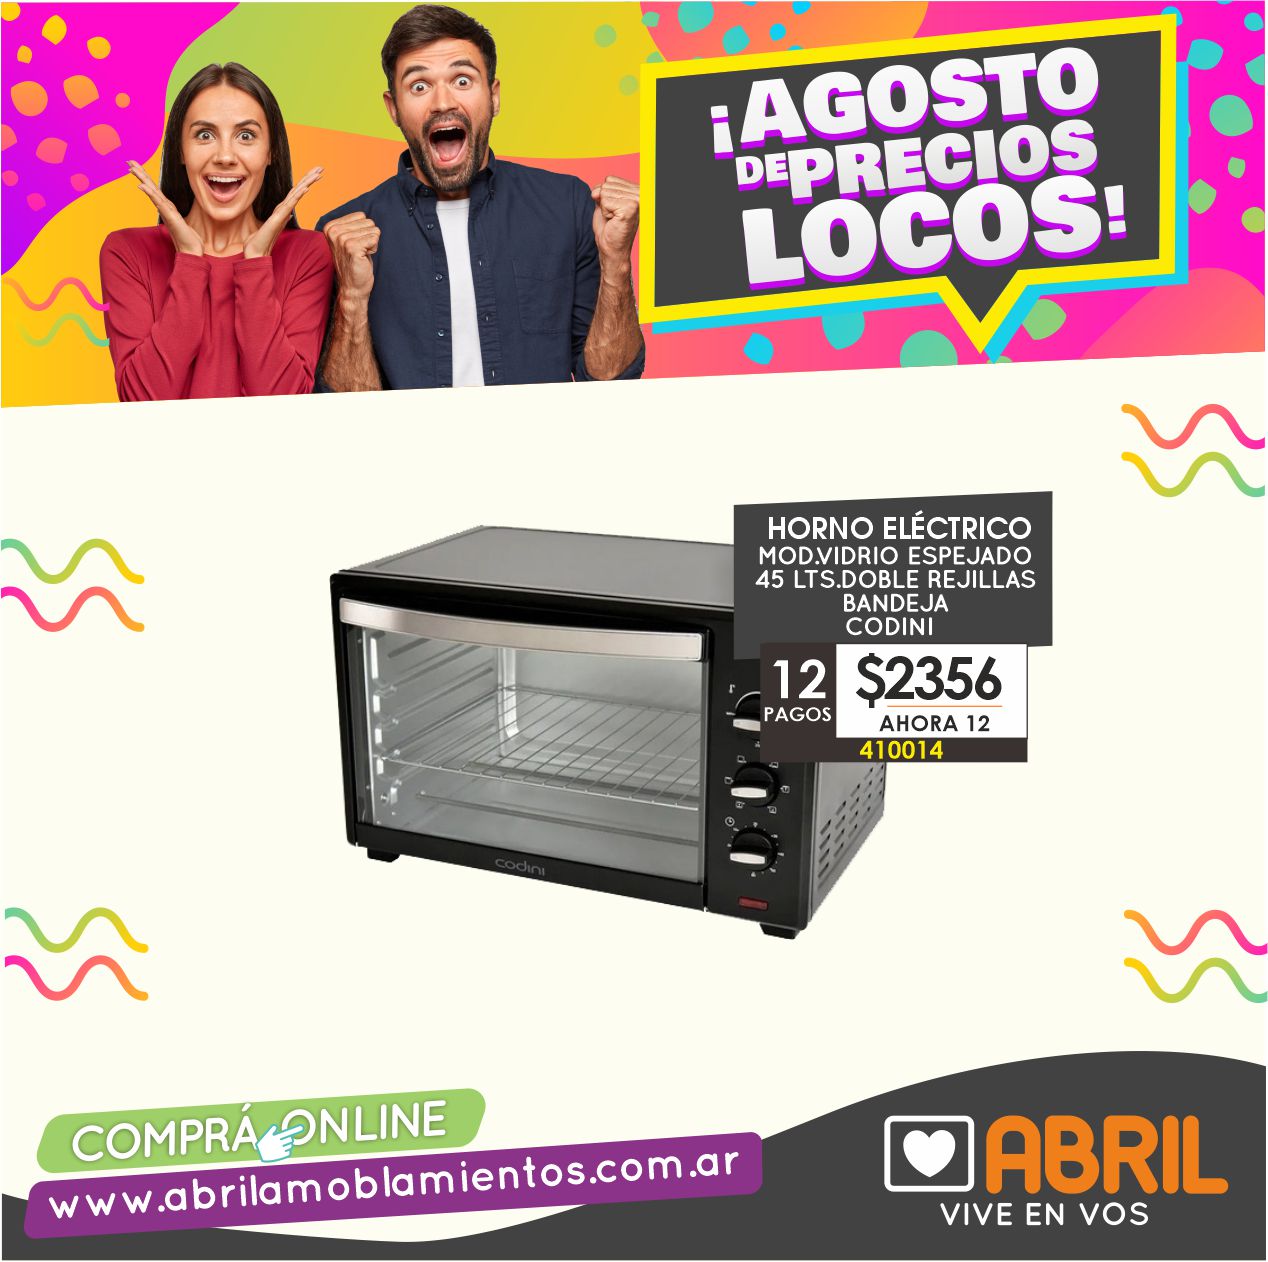 ¡AGOSTO
DE PRECIOS
LOCOS!
HORNO ELÉCTRICO
MOD.VIDRIO ESPEJADO
45 LTS.DOBLE REJILLAS
BANDEJA
CODINI
12
PAGOS
$2356
AHORA 12
410014
codini
COMPRÁ ONLINE
www.abrilamoblamientos.com.ar
ABRIL
VIVE EN VOS